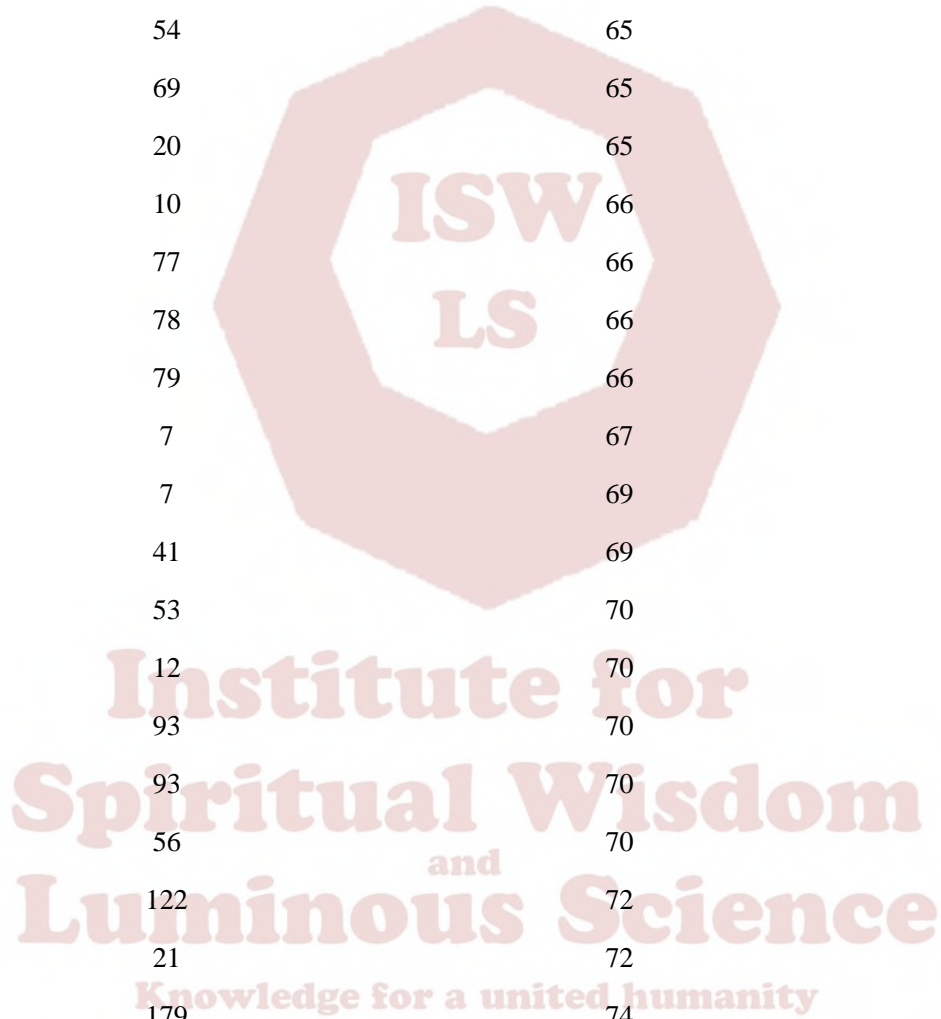 54 65
69 65
20 65
10 66
77 66
78 66
79 66
7 67
7 69
41 69
53 70
12 70
93 70
93 70
56 70
122 72
21 72
179 74
ISW
LS
Institute for
Spiritual Wisdom
and
Luminous Science
Knowledge for a united humanity